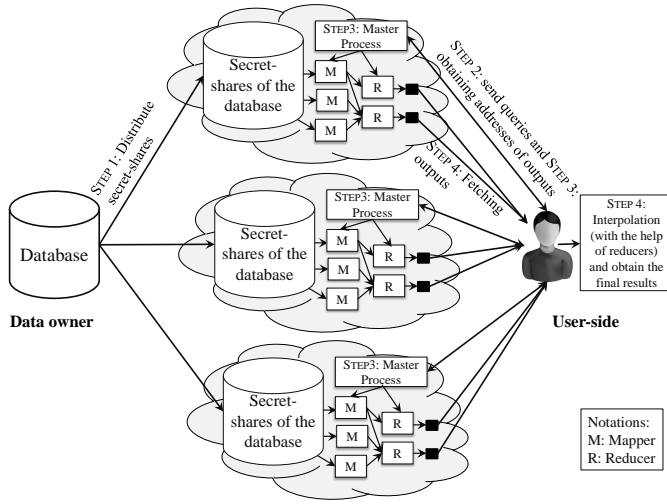 STEP3: Master
Process
Secret-
shares of the
database
M
M
M
R
R
STEP 1: Distribute
secret-shares
STEP 2: send queries and STEP 3:
obtaining addresses of outputs
STEP 4: Fetching
outputs
Database
Data owner
STEP3: Master
Process
Secret-
shares of the
database
M
M
M
R
R
STEP 4:
Interpolation
(with the help
of reducers)
and obtain the
final results
User-side
STEP3: Master
Process
Secret-
shares of the
database
M
M
M
R
R
Notations:
M: Mapper
R: Reducer